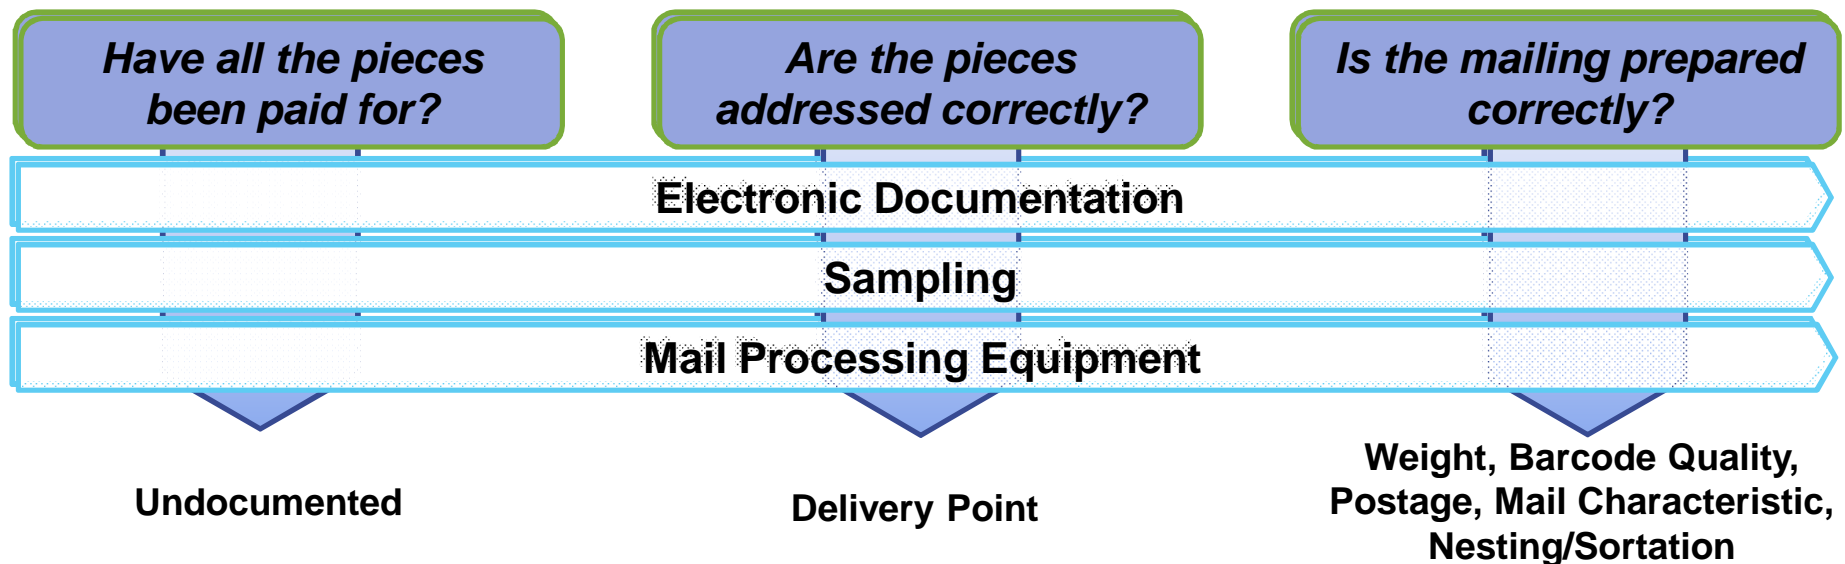 Have all the pieces
been paid for?
Are the pieces
addressed correctly?
Is the mailing prepared
correctly?
Electronic Documentation
Sampling
Mail Processing Equipment
Undocumented
Delivery Point
Weight, Barcode Quality,
Postage, Mail Characteristic,
Nesting/Sortation